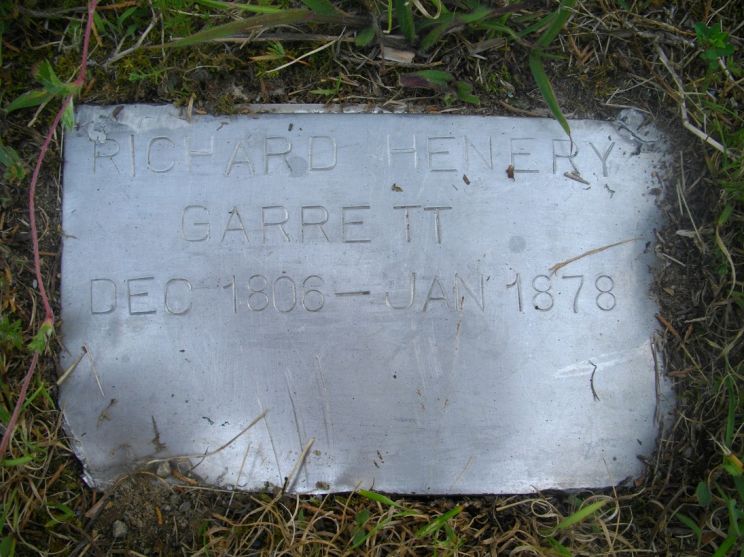 RICHARD HENERY
GARRETT
DEC 1806 - JAN 1878